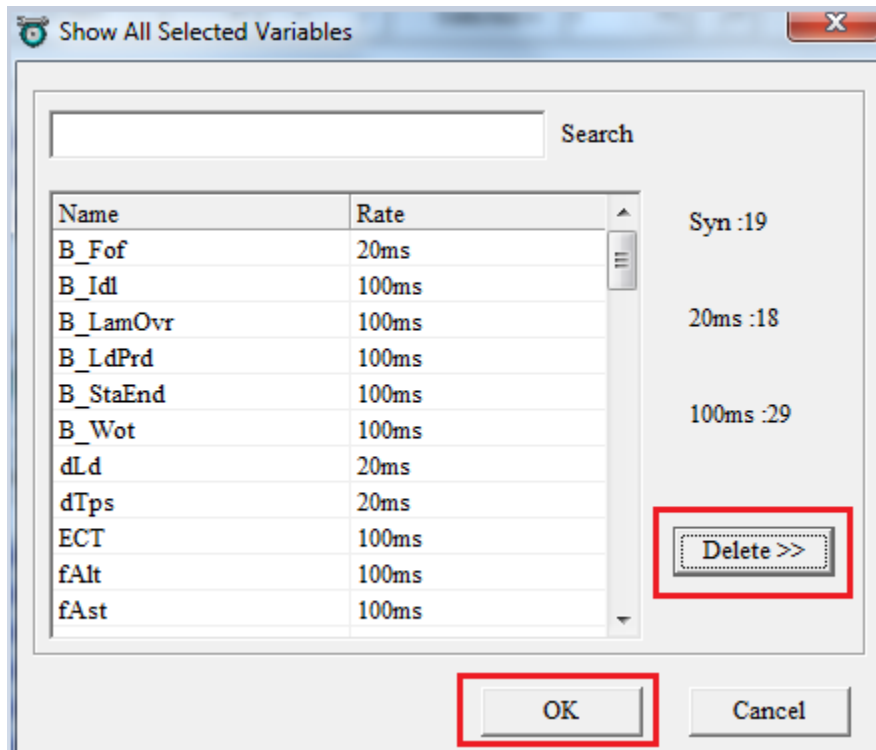 Show All Selected Variables
Search
Name Rate
B_Fof 20ms
B_Idl 100ms
B_LamOvr 100ms
B_LdPrd 100ms
B_StaEnd 100ms
B_Wot 100ms
dLd 20ms
dTps 20ms
ECT 100ms
fAlt 100ms
fAst 100ms
Syn :19
20ms :18
100ms :29
Delete >>
OK Cancel